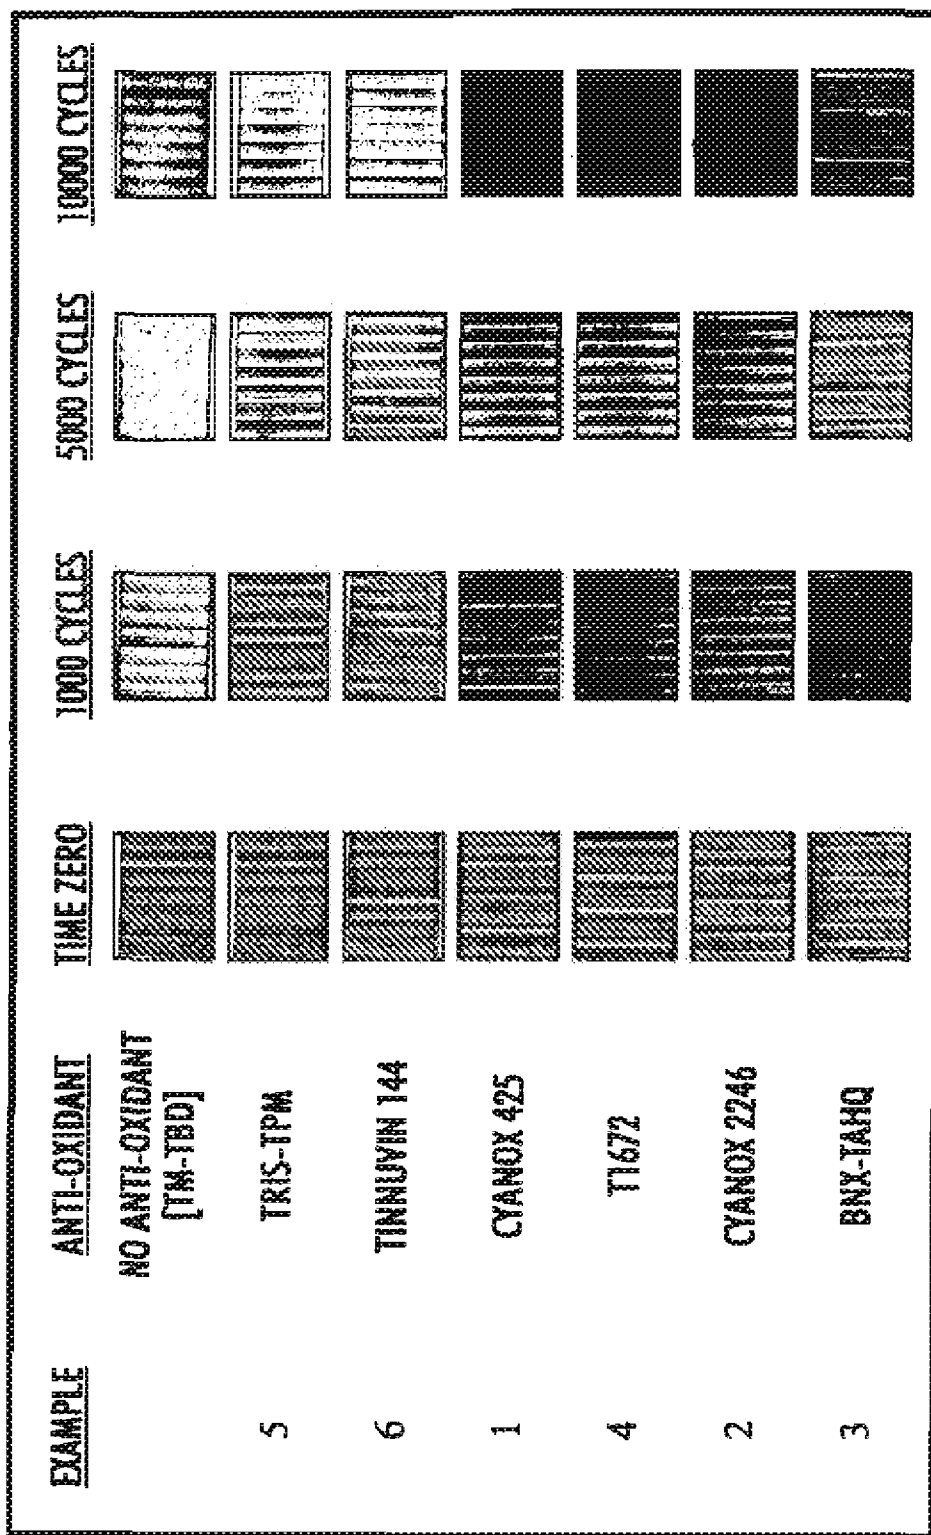 EXAMPLE ANTI-OXIDANT TIME ZERO 1000 CYCLES 5000 CYCLES 10000 CYCLES
NO ANTI-OXIDANT
[TM-TBD]
5 TRIS-TPM
6 TINNUVIN 144
1 CYANOX 425
4 T1672
2 CYANOX 2246
3 BNX-TAHQ